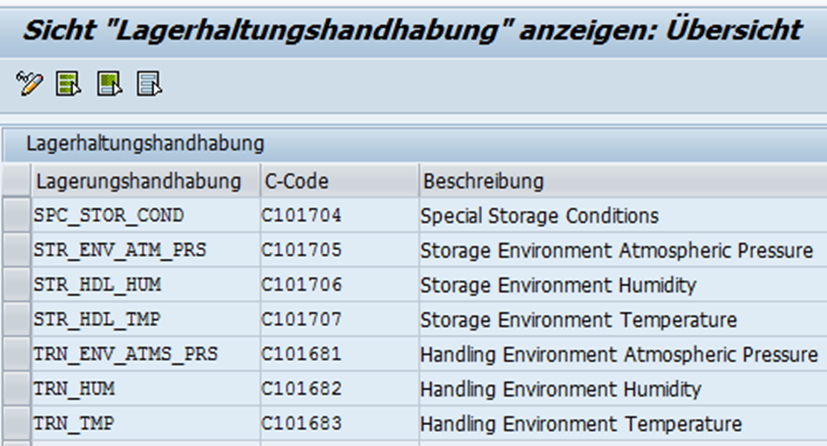 Sicht "Lagerhaltungshandhabung" anzeigen: Übersicht
Lagerhaltungshandhabung
Lagerungshandhabung C-Code Beschreibung
SPC_STOR_COND C101704 Special Storage Conditions
STR_ENV_ATM_PRS C101705 Storage Environment Atmospheric Pressure
STR_HDL_HUM C101706 Storage Environment Humidity
STR_HDL_TMP C101707 Storage Environment Temperature
TRN_ENV_ATMS_PRS C101681 Handling Environment Atmospheric Pressure
TRN_HUM C101682 Handling Environment Humidity
TRN_TMP C101683 Handling Environment Temperature